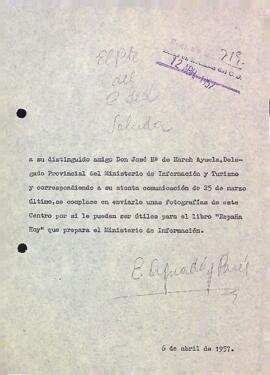 El Pte
del
Saluda
719.
12 ABR 1957
a su distinguido amigo Don José Mª de March Ayuela, Dele-
gado Provincial del Ministerio de Información y Turismo
y correspondiendo a su atenta comunicación de 25 de marzo
último, se complace en enviarle unas fotografías de este
Centro por si le pueden ser útiles para el libro "España
Hoy" que prepara el Ministerio de Información.
6 de abril de 1957.